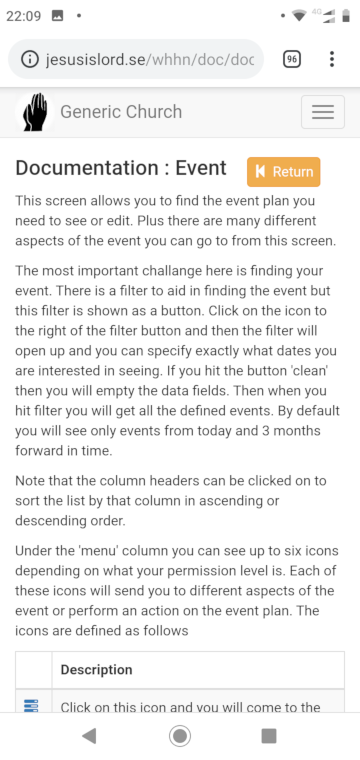 22:09
4G
jesusislord.se/whhn/doc/doc
96
Generic Church
Documentation : Event
Return
This screen allows you to find the event plan you
need to see or edit. Plus there are many different
aspects of the event you can go to from this screen.
The most important challange here is finding your
event. There is a filter to aid in finding the event but
this filter is shown as a button. Click on the icon to
the right of the filter button and then the filter will
open up and you can specify exactly what dates you
are interested in seeing. If you hit the button 'clean'
then you will empty the data fields. Then when you
hit filter you will get all the defined events. By default
you will see only events from today and 3 months
forward in time.
Note that the column headers can be clicked on to
sort the list by that column in ascending or
descending order.
Under the 'menu' column you can see up to six icons
depending on what your permission level is. Each of
these icons will send you to different aspects of the
event or perform an action on the event plan. The
icons are defined as follows
Description
Click on this icon and you will come to the